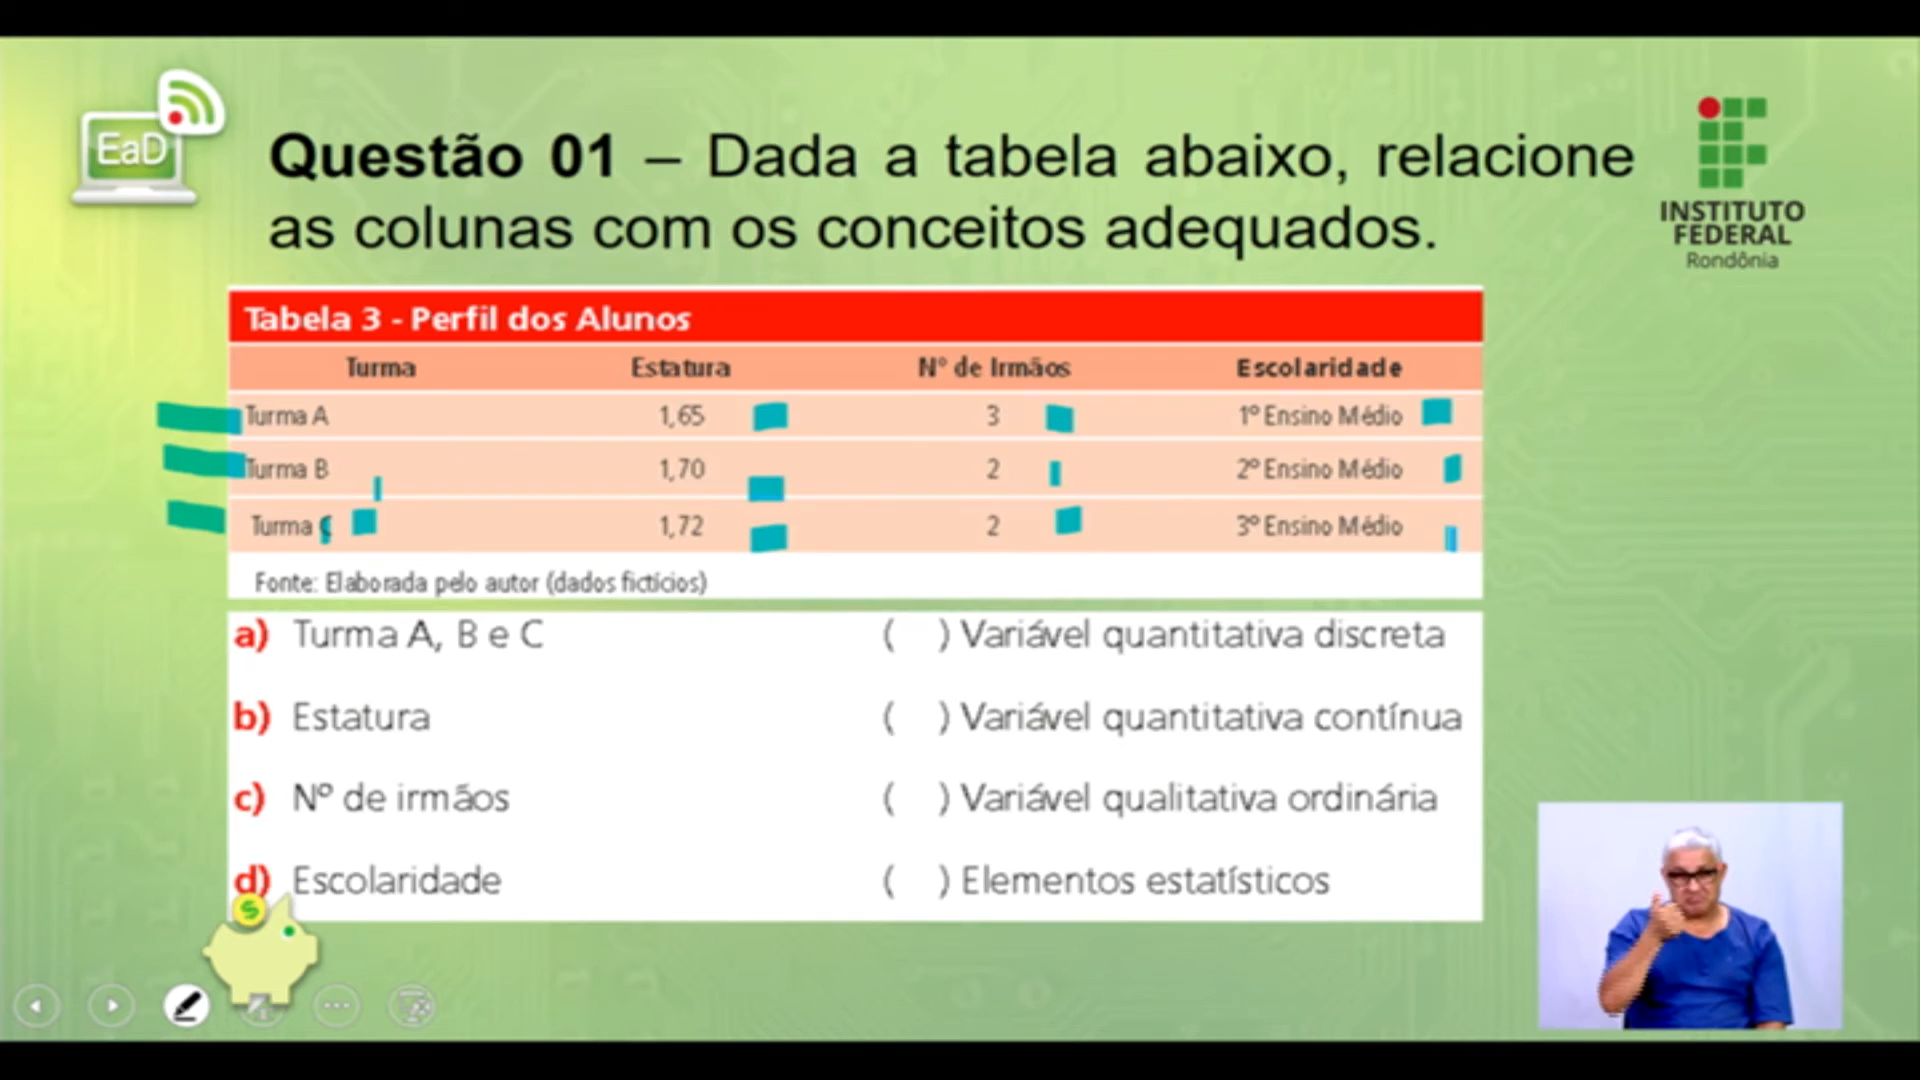 EaD
Questão 01 – Dada a tabela abaixo, relacione
as colunas com os conceitos adequados.
INSTITUTO
FEDERAL
Rondônia
Tabela 3 - Perfil dos Alunos
Turma Estatura Nº de Irmãos Escolaridade
Turma A 1,65 3 1º Ensino Médio
Turma B 1,70 2 2º Ensino Médio
Turma C 1,72 2 3º Ensino Médio
Fonte: Elaborada pelo autor (dados fictícios)
a) Turma A, B e C ( ) Variável quantitativa discreta
b) Estatura ( ) Variável quantitativa contínua
c) Nº de irmãos ( ) Variável qualitativa ordinária
d) Escolaridade ( ) Elementos estatísticos
$